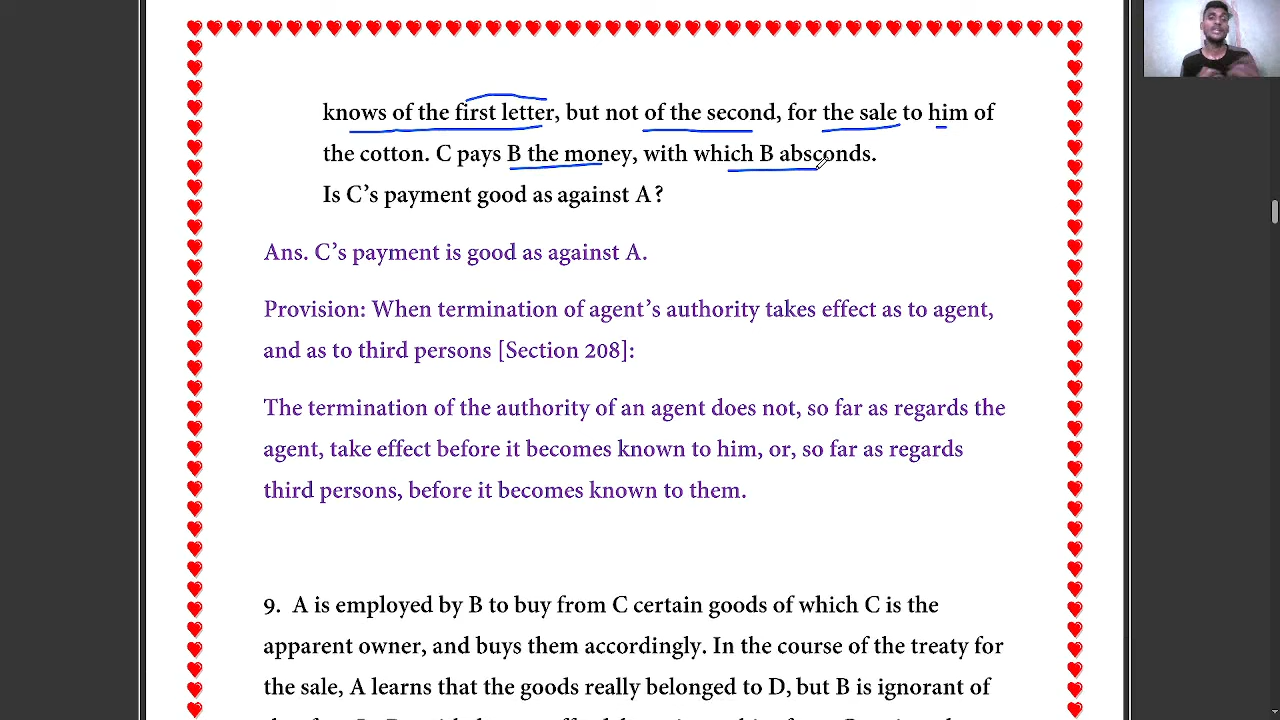 knows of the first letter, but not of the second, for the sale to him of
the cotton. C pays B the money, with which B absconds.
Is C’s payment good as against A?
Ans. C’s payment is good as against A.
Provision: When termination of agent’s authority takes effect as to agent,
and as to third persons [Section 208]:
The termination of the authority of an agent does not, so far as regards the
agent, take effect before it becomes known to him, or, so far as regards
third persons, before it becomes known to them.
9. A is employed by B to buy from C certain goods of which C is the
apparent owner, and buys them accordingly. In the course of the treaty for
the sale, A learns that the goods really belonged to D, but B is ignorant of